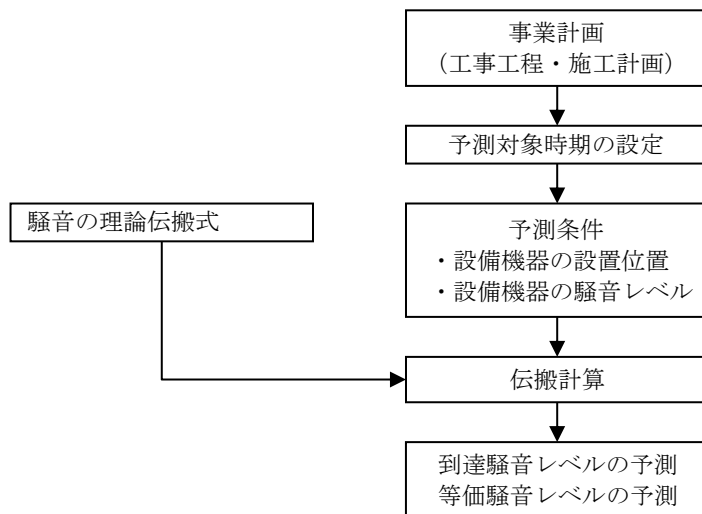 事業計画
（工事工程・施工計画）
予測対象時期の設定
騒音の理論伝搬式
予測条件
・設備機器の設置位置
・設備機器の騒音レベル
伝搬計算
到達騒音レベルの予測
等価騒音レベルの予測